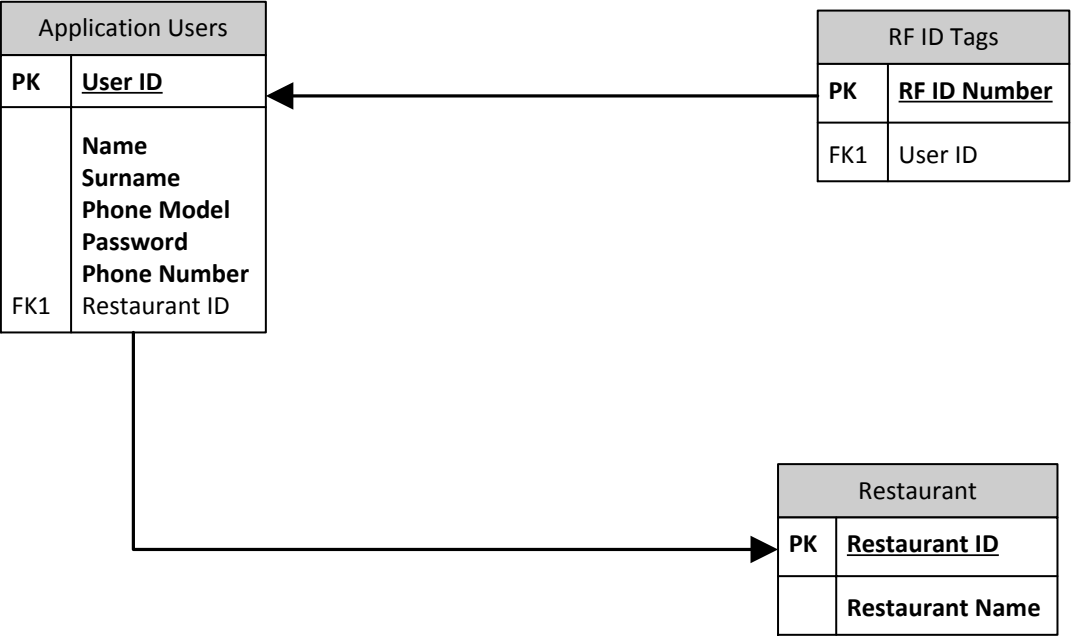 Application Users
PK User ID
Name
Surname
Phone Model
Password
Phone Number
FK1 Restaurant ID
RF ID Tags
PK RF ID Number
FK1 User ID
Restaurant
PK Restaurant ID
Restaurant Name